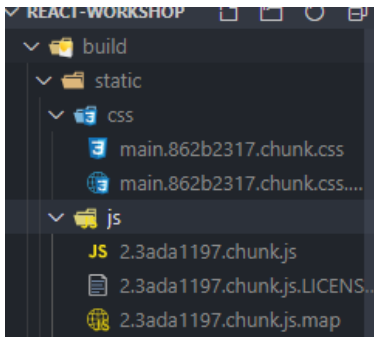 REACT-WORKSHOP
build
static
css
main.862b2317.chunk.css
main.862b2317.chunk.css....
js
JS 2.3ada1197.chunk.js
2.3ada1197.chunk.js.LICENS...
2.3ada1197.chunk.js.map